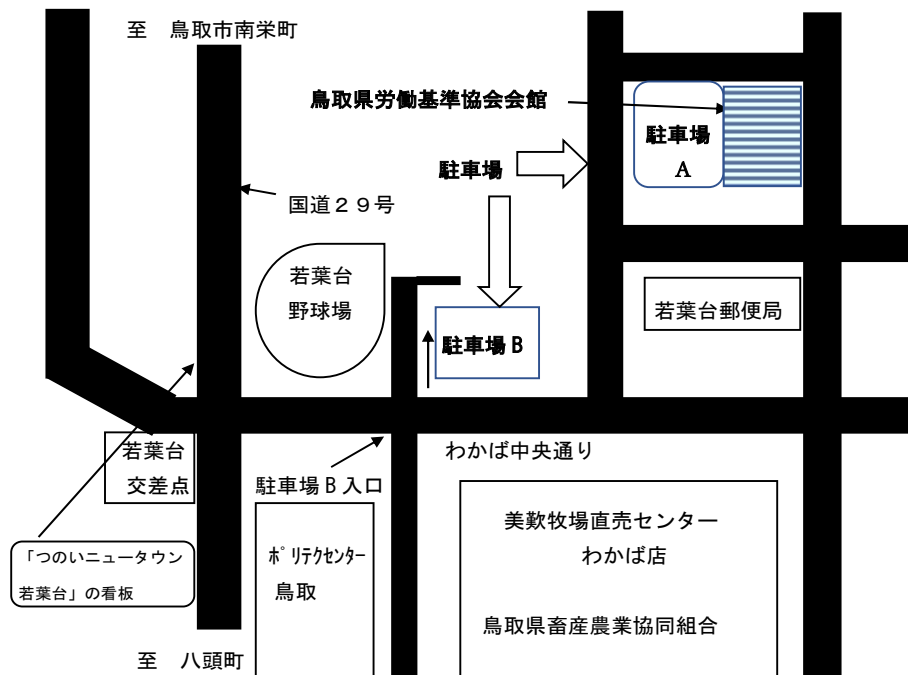 至　鳥取市南栄町
鳥取県労働基準協会会館
駐車場
A
駐車場
国道２９号
若葉台
野球場
若葉台郵便局
駐車場 B
若葉台
交差点
わかば中央通り
駐車場 B 入口
美歎牧場直売センター
わかば店
ﾎﾟﾘﾃｸｾﾝﾀｰ
鳥取
「つのいニュータウン
若葉台」の看板
鳥取県畜産農業協同組合
至　八頭町